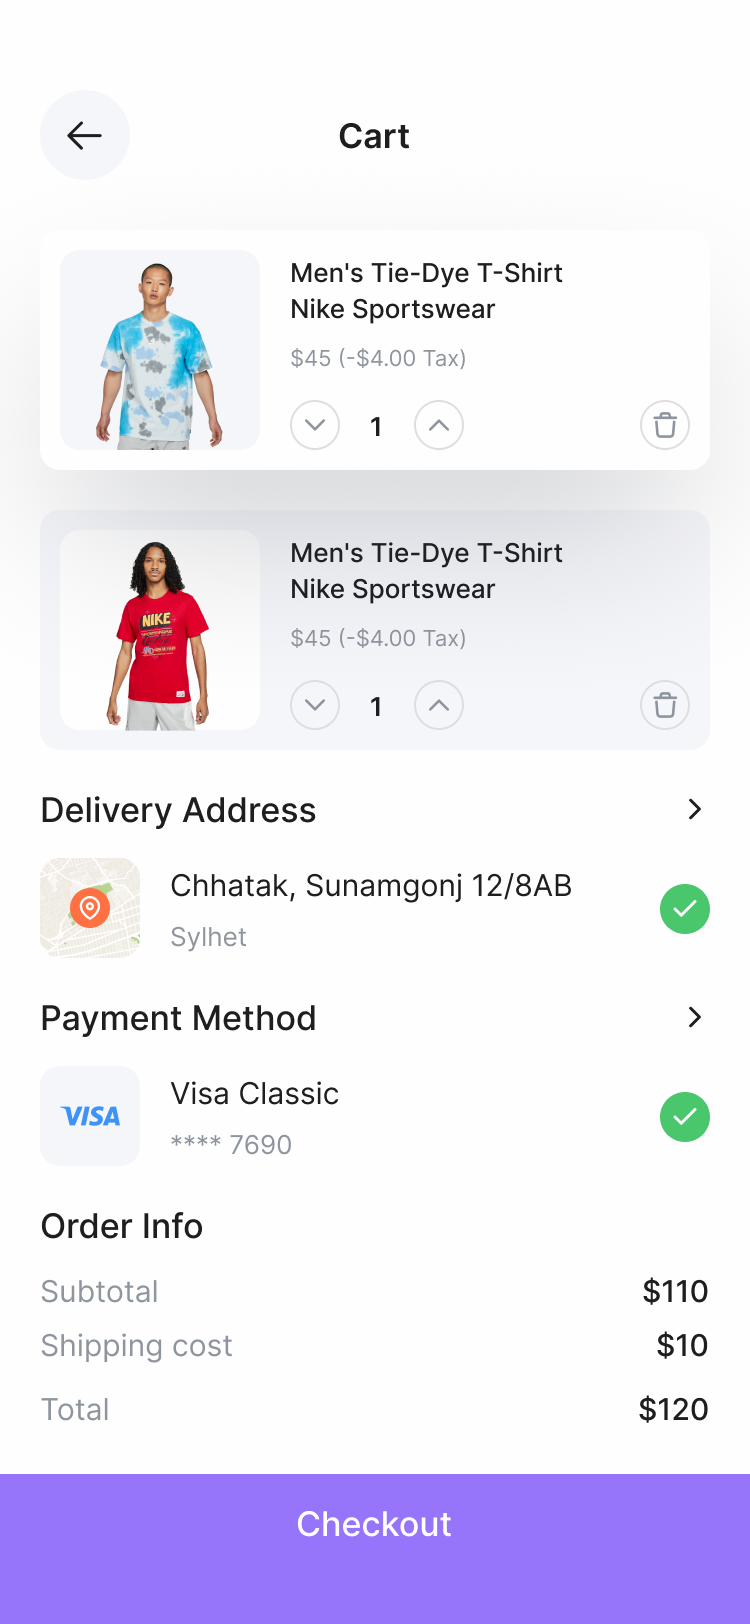 Cart
Men's Tie-Dye T-Shirt
Nike Sportswear
$45 (-$4.00 Tax)
1
NIKE
Men's Tie-Dye T-Shirt
Nike Sportswear
$45 (-$4.00 Tax)
1
Delivery Address
Chhatak, Sunamgonj 12/8AB
Sylhet
Payment Method
VISA
Visa Classic
**** 7690
Order Info
Subtotal
$110
Shipping cost
$10
Total
$120
Checkout